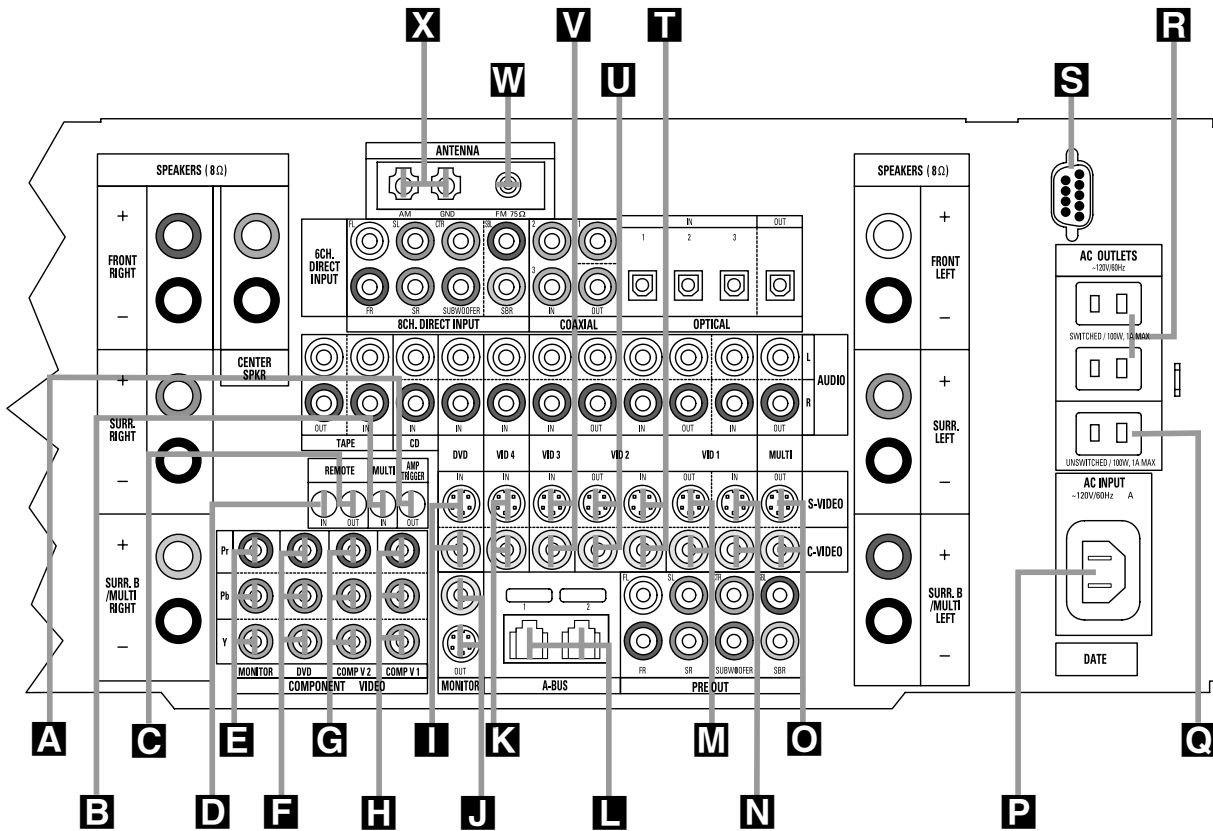 X V T R
W U S
ANTENNA
SPEAKERS ( 8Ω)
SPEAKERS ( 8Ω)
AM GND FM 75Ω
AC OUTLETS
~120V/60Hz
+
FRONT
RIGHT
–
+
FRONT
LEFT
–
6CH.
DIRECT
INPUT
FL SL CTR SBL 2 1
IN OUT
1 2 3
3
FR SR SUBWOOFER SBR IN OUT
8CH. DIRECT INPUT COAXIAL OPTICAL
SWITCHED / 100W, 1A MAX
CENTER
SPKR
L
AUDIO
R
A
+
SURR.
RIGHT
–
+
SURR.
LEFT
–
B
OUT IN IN IN IN IN OUT IN OUT IN OUT
TAPE CD
DVD VID 4 VID 3 VID 2 VID 1 MULTI
UNSWITCHED / 100W, 1A MAX
AC INPUT
~120V/60Hz A
C
REMOTE MULTI AMP
TRIGGER
IN IN IN OUT IN OUT IN OUT
S-VIDEO
D
IN OUT IN OUT
C-VIDEO
+
SURR. B
/MULTI
RIGHT
–
Pr
Pb
Y
+
SURR. B
/MULTI
LEFT
–
1 2
FL SL CTR SBL
OUT
FR SR SUBWOOFER SBR
MONITOR DVD COMP V 2 COMP V 1
COMPONENT VIDEO MONITOR A-BUS PRE OUT
DATE
A C E G I K M O Q
B D F H J L N P